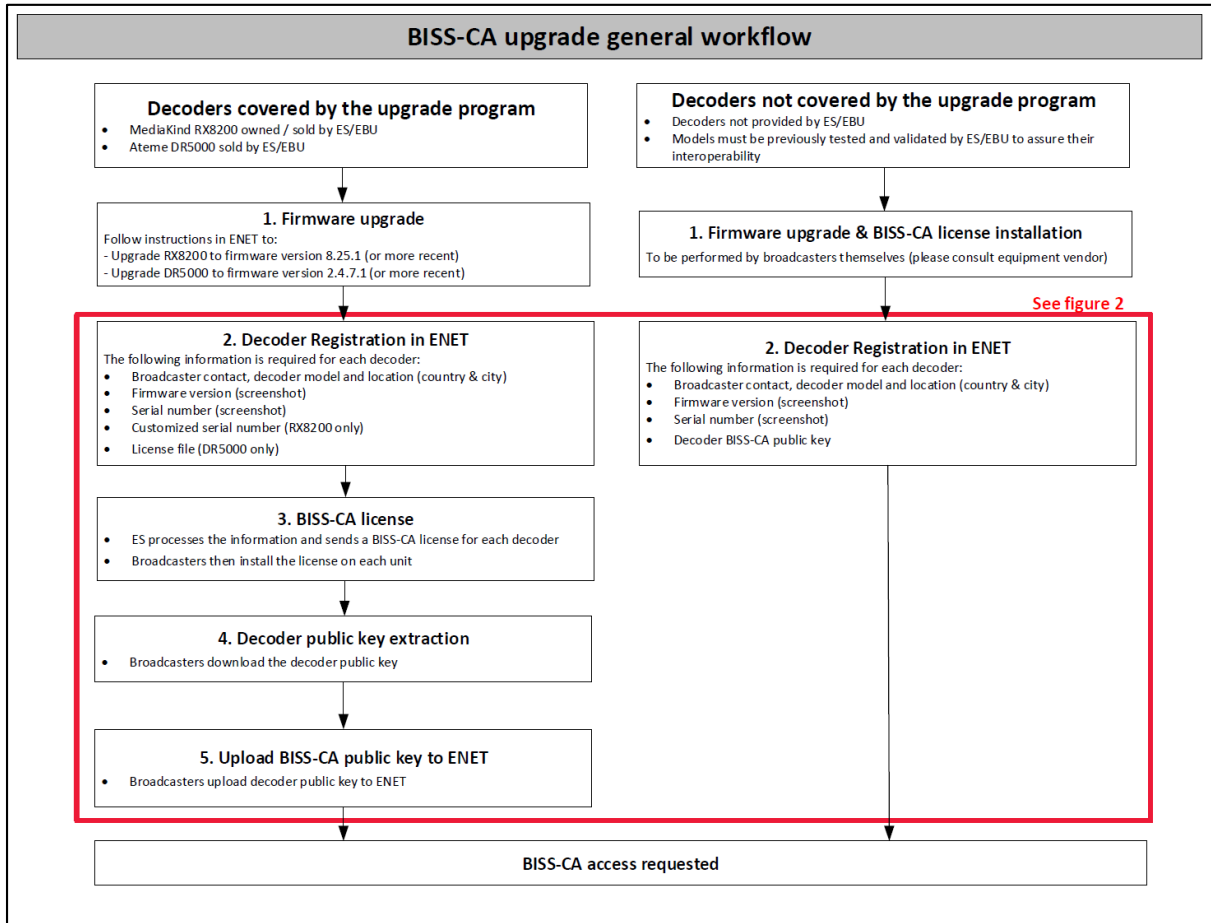 BISS-CA upgrade general workflow
Decoders covered by the upgrade program
• MediaKind RX8200 owned / sold by ES/EBU
• Ateme DR5000 sold by ES/EBU
Decoders not covered by the upgrade program
• Decoders not provided by ES/EBU
• Models must be previously tested and validated by ES/EBU to assure their
interoperability
1. Firmware upgrade
Follow instructions in ENET to:
- Upgrade RX8200 to firmware version 8.25.1 (or more recent)
- Upgrade DR5000 to firmware version 2.4.7.1 (or more recent)
1. Firmware upgrade & BISS-CA license installation
To be performed by broadcasters themselves (please consult equipment vendor)
See figure 2
2. Decoder Registration in ENET
The following information is required for each decoder:
• Broadcaster contact, decoder model and location (country & city)
• Firmware version (screenshot)
• Serial number (screenshot)
• Customized serial number (RX8200 only)
• License file (DR5000 only)
2. Decoder Registration in ENET
The following information is required for each decoder:
• Broadcaster contact, decoder model and location (country & city)
• Firmware version (screenshot)
• Serial number (screenshot)
• Decoder BISS-CA public key
3. BISS-CA license
• ES processes the information and sends a BISS-CA license for each decoder
• Broadcasters then install the license on each unit
4. Decoder public key extraction
• Broadcasters download the decoder public key
5. Upload BISS-CA public key to ENET
• Broadcasters upload decoder public key to ENET
BISS-CA access requested